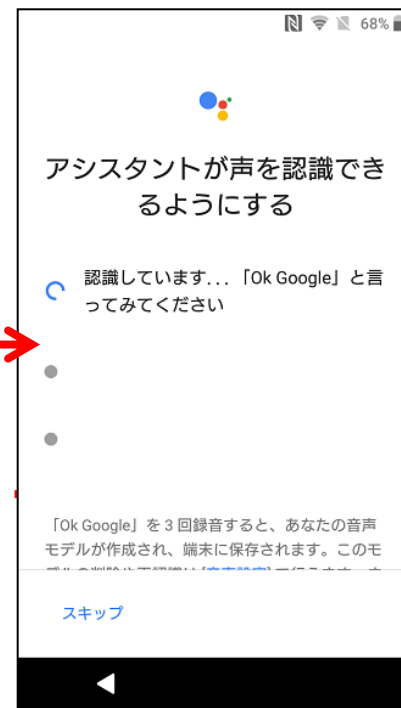 68%
アシスタントが声を認識でき
るようにする
認識しています...「Ok Google」と言
ってみてください
「Ok Google」を 3 回録音すると、あなたの音声
モデルが作成され、端末に保存されます。このモ
スキップ